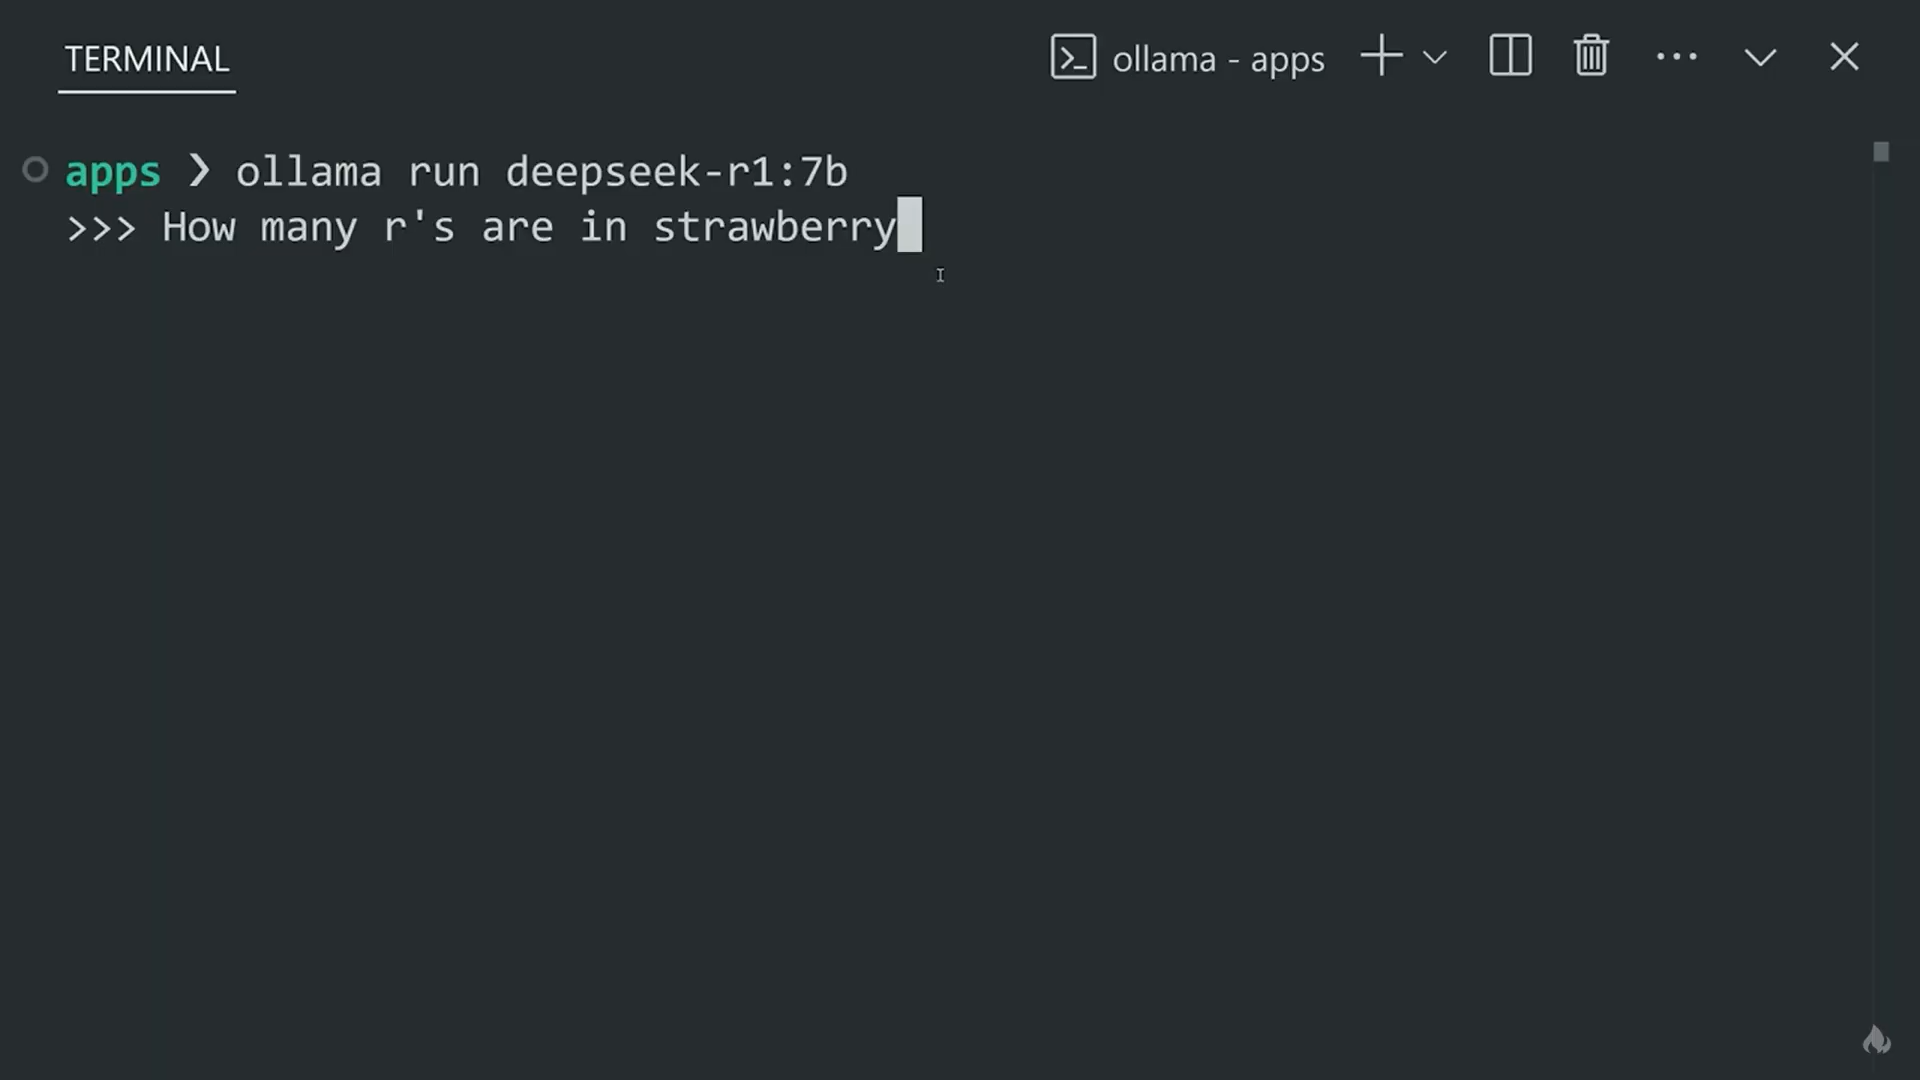 TERMINAL
ollama - apps
apps ❯ ollama run deepseek-r1:7b
>>> How many r's are in strawberry